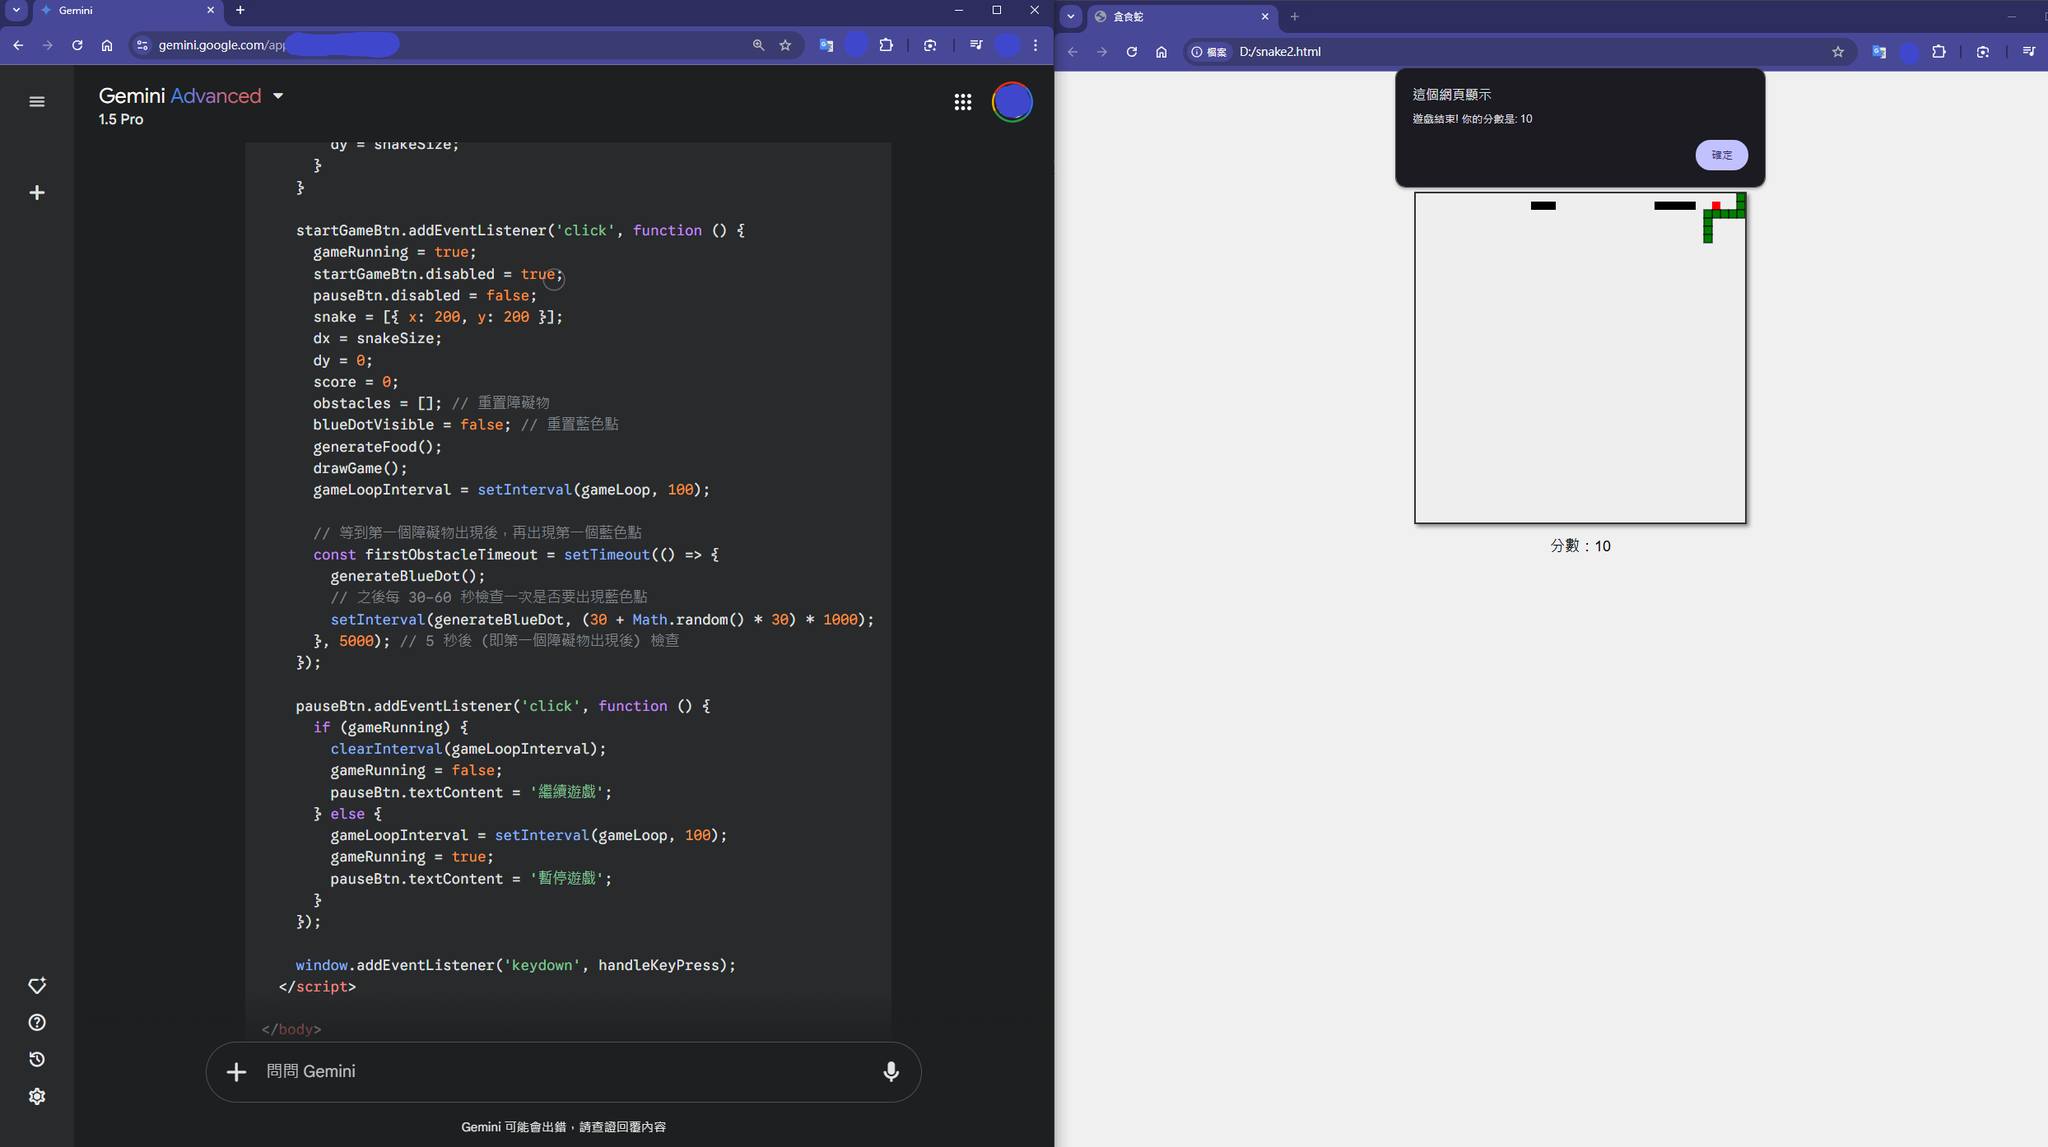 Gemini
gemini.google.com/app
Gemini Advanced
1.5 Pro
dy = snakeSize;
}
}
startGameBtn.addEventListener('click', function () {
gameRunning = true;
startGameBtn.disabled = true;
pauseBtn.disabled = false;
snake = [{ x: 200, y: 200 }];
dx = snakeSize;
dy = 0;
score = 0;
obstacles = []; // 重置障礙物
blueDotVisible = false; // 重置藍色點
generateFood();
drawGame();
gameLoopInterval = setInterval(gameLoop, 100);
// 等到第一個障礙物出現後，再出現第一個藍色點
const firstObstacleTimeout = setTimeout(() => {
generateBlueDot();
// 之後每 30-60 秒檢查一次是否要出現藍色點
setInterval(generateBlueDot, (30 + Math.random() * 30) * 1000);
}, 5000); // 5 秒後 (即第一個障礙物出現後) 檢查
});
pauseBtn.addEventListener('click', function () {
if (gameRunning) {
clearInterval(gameLoopInterval);
gameRunning = false;
pauseBtn.textContent = '繼續遊戲';
} else {
gameLoopInterval = setInterval(gameLoop, 100);
gameRunning = true;
pauseBtn.textContent = '暫停遊戲';
}
});
window.addEventListener('keydown', handleKeyPress);
</script>
</body>
問問 Gemini
Gemini 可能會出錯，請查證回覆內容
貪食蛇
檔案 D:/snake2.html
這個網頁顯示
遊戲結束! 你的分數是: 10
確定
分數：10